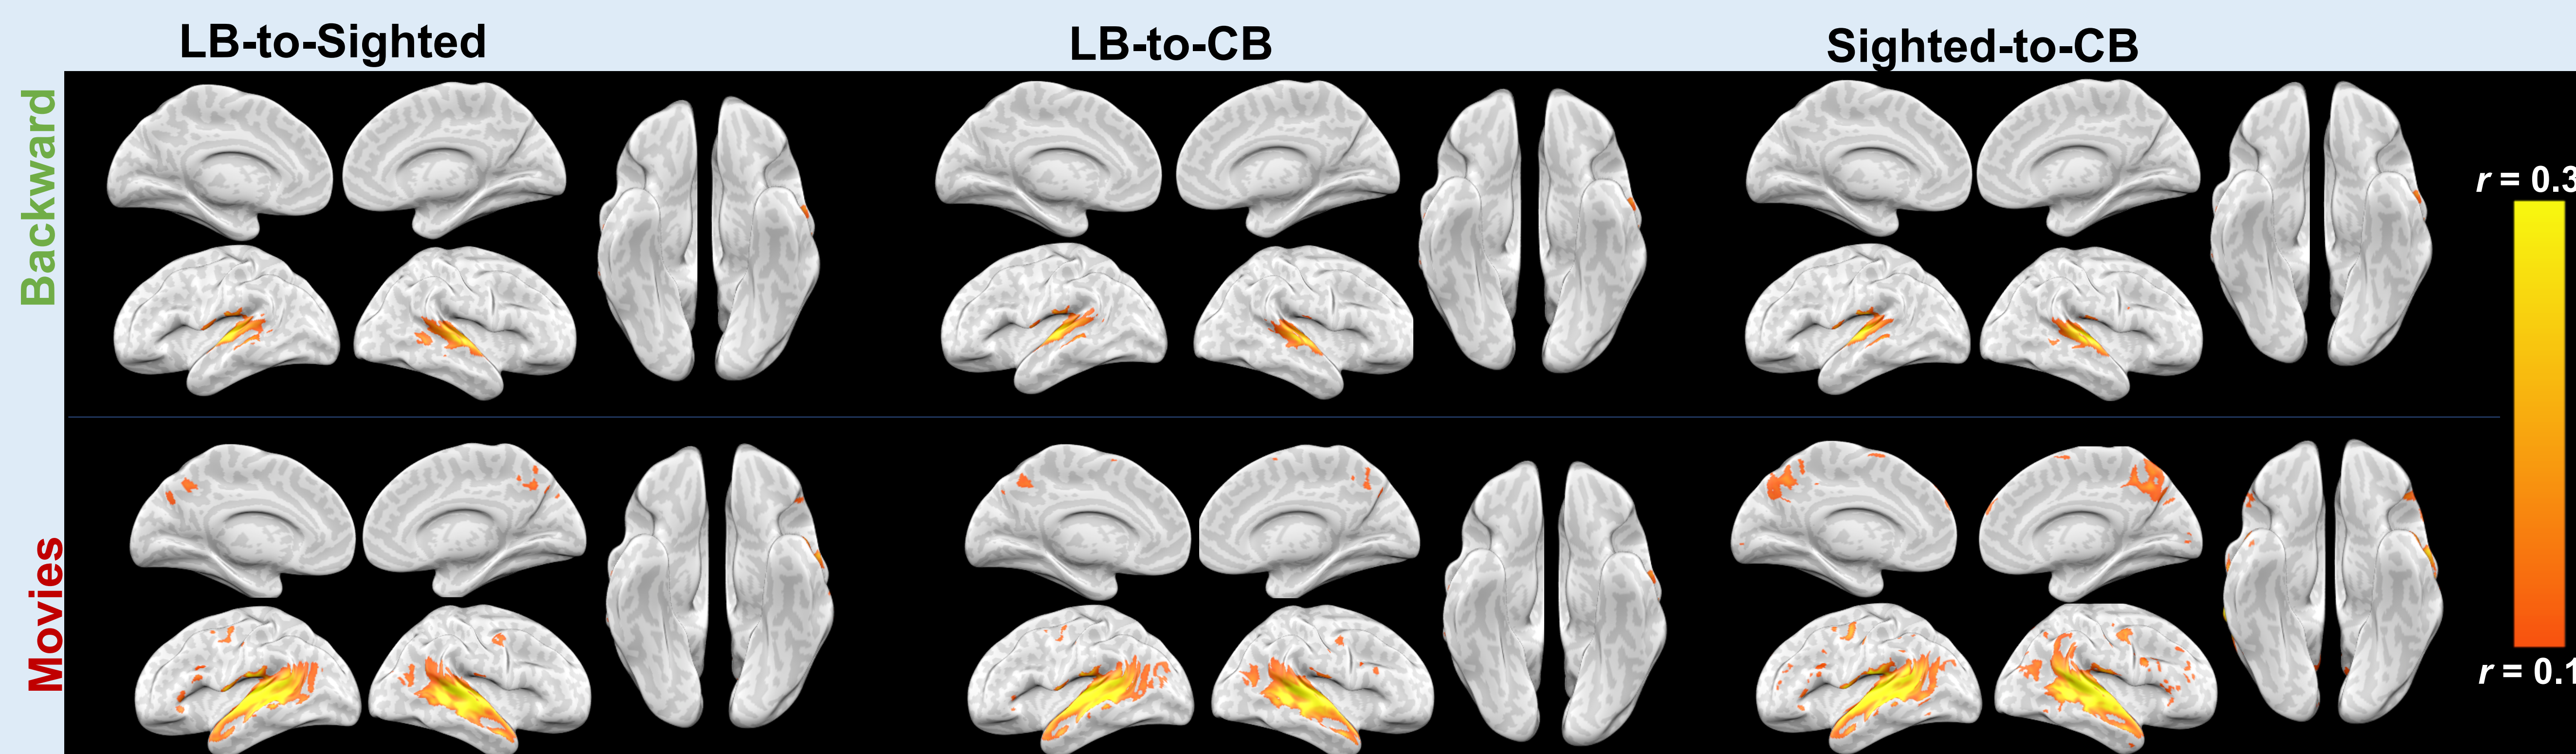 LB-to-Sighted
LB-to-CB
Sighted-to-CB
Backward
r = 0.3
Movies
r = 0.1